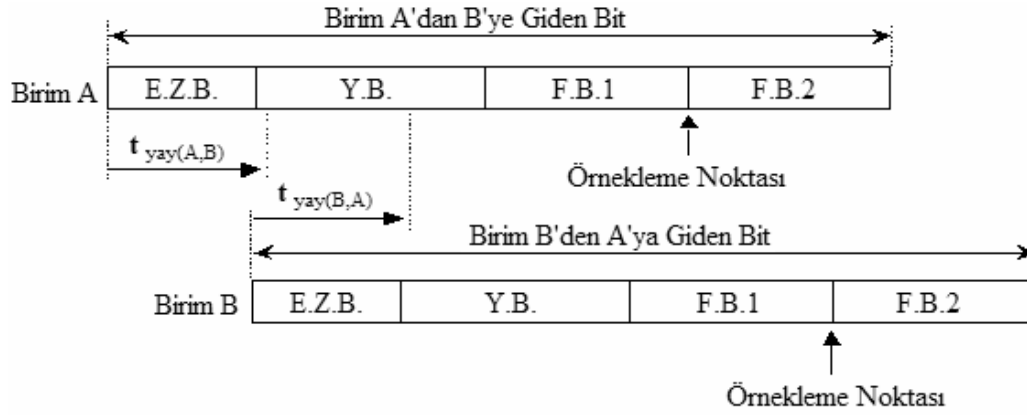 Birim A'dan B'ye Giden Bit
Birim A E.Z.B. Y.B. F.B.1 F.B.2
t yay(A,B)
Örnekleme Noktası
t yay(B,A)
Birim B'den A'ya Giden Bit
Birim B E.Z.B. Y.B. F.B.1 F.B.2
Örnekleme Noktası